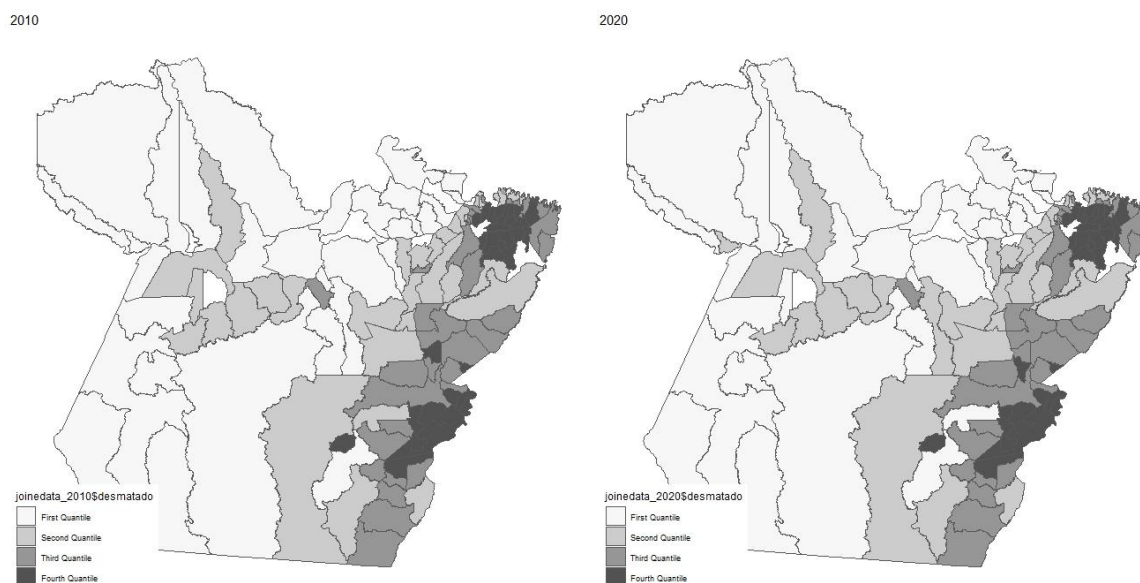 2010
2020
joinedata_2010$desmatado
First Quantile
Second Quantile
Third Quantile
Fourth Quantile
joinedata_2020$desmatado
First Quantile
Second Quantile
Third Quantile
Fourth Quantile